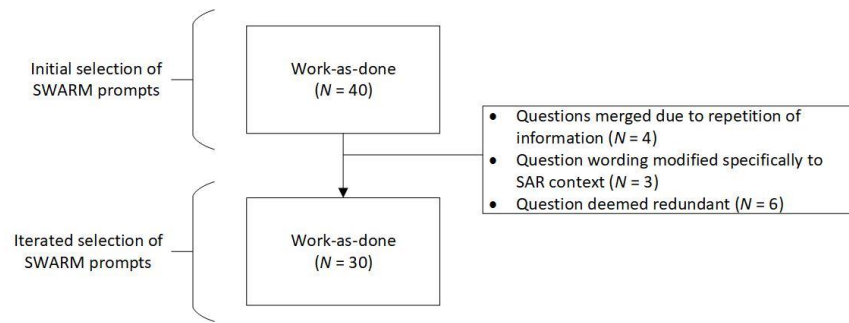 Initial selection of
SWARM prompts
Work-as-done
(N = 40)
• Questions merged due to repetition of
information (N = 4)
• Question wording modified specifically to
SAR context (N = 3)
• Question deemed redundant (N = 6)
Iterated selection of
SWARM prompts
Work-as-done
(N = 30)